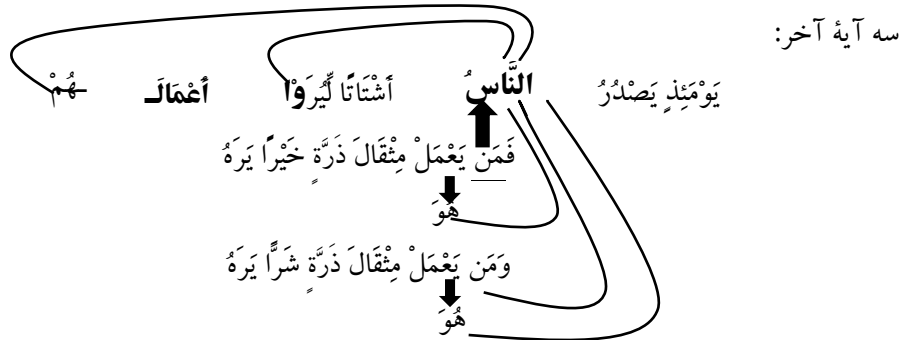 سه آیهٔ آخر:
يَوْمَئِذٍ يَصْدُرُ النَّاسُ أَشْتَاتًا لِّيُرَوْا أَعْمَالَـ ـهُمْ
فَمَن يَعْمَلْ مِثْقَالَ ذَرَّةٍ خَيْرًا يَرَهُ
هُوَ
وَمَن يَعْمَلْ مِثْقَالَ ذَرَّةٍ شَرًّا يَرَهُ
هُوَ